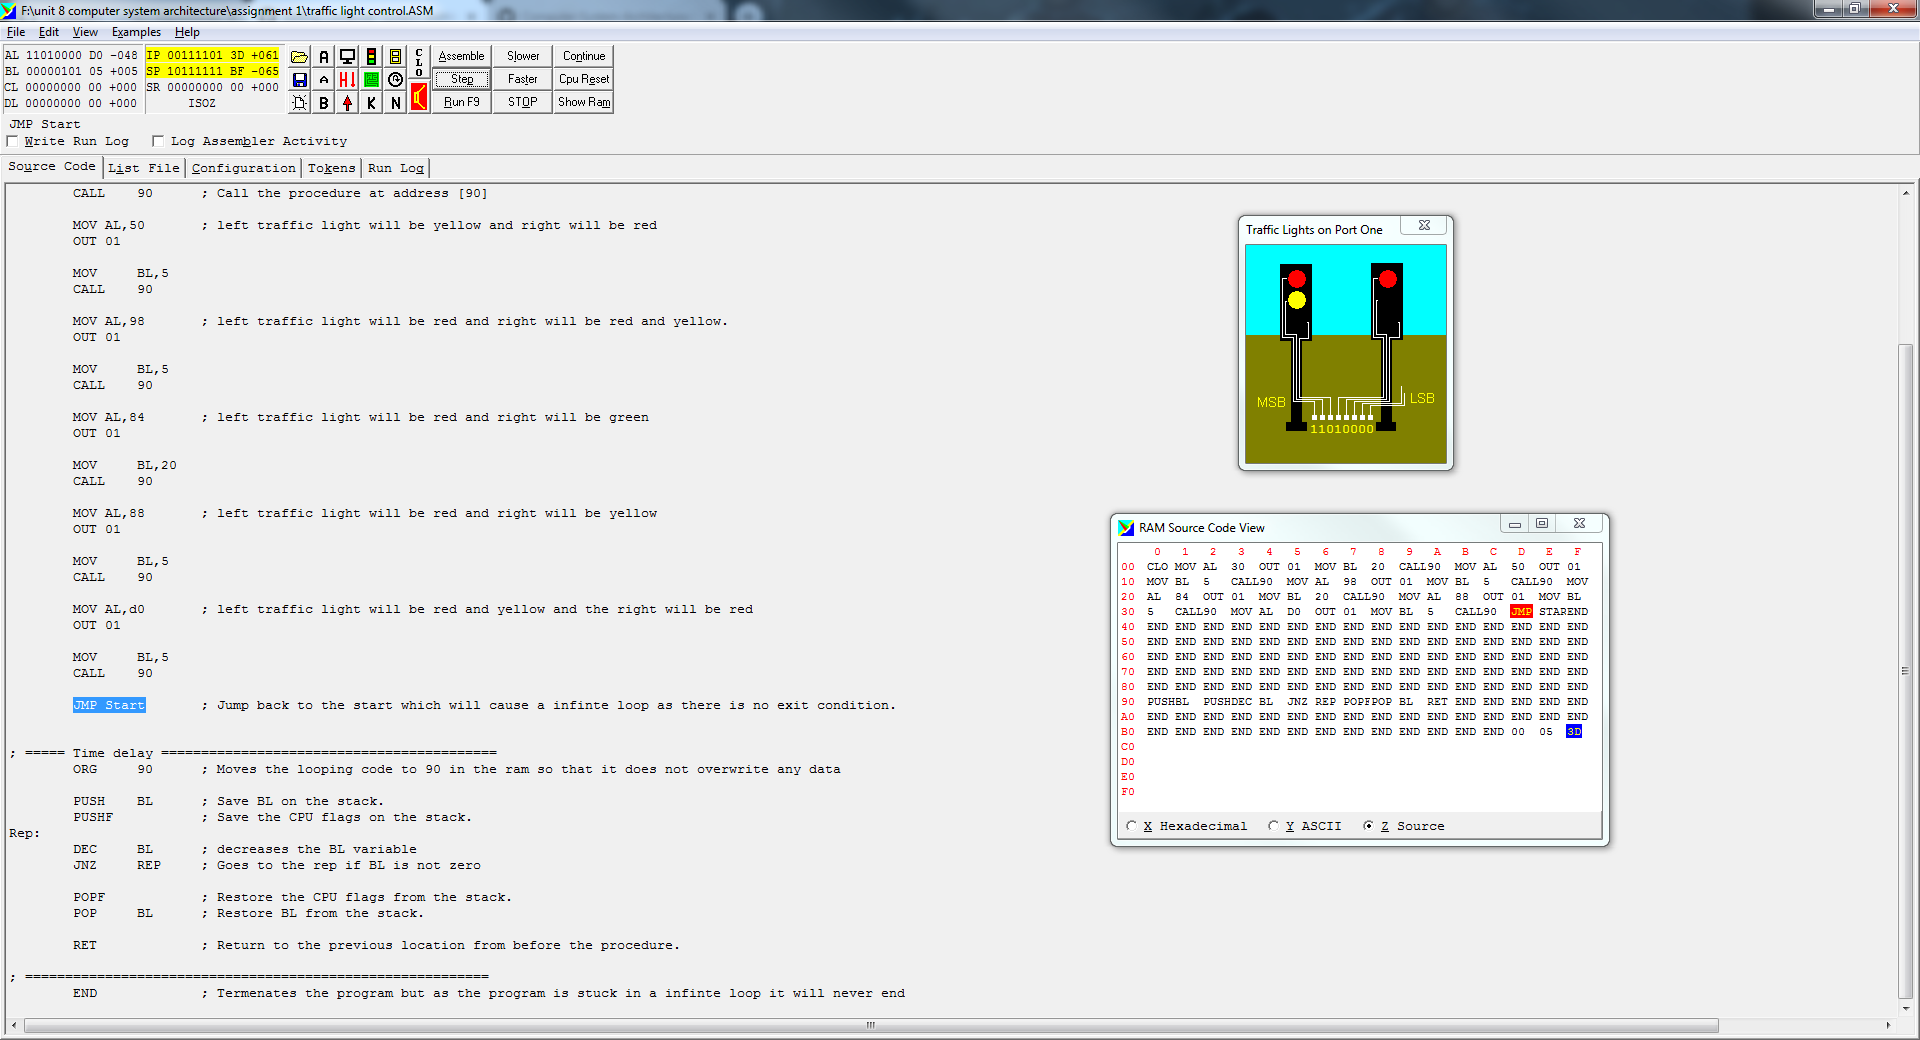 F:\unit 8 computer system architecture\assignment 1\traffic light control.ASM
File Edit View Examples Help
AL 11010000 D0 -048 IP 00111101 3D +061
BL 00000101 05 +005 SP 10111111 BF -065
CL 00000000 00 +000 SR 00000000 00 +000
DL 00000000 00 +000 ISOZ
A C L O Assemble Slower Continue
A H Step Faster Cpu Reset
B K N Run F9 STOP Show Ram
JMP Start
Write Run Log Log Assembler Activity
Source Code List File Configuration Tokens Run Log
CALL 90 ; Call the procedure at address [90]
MOV AL,50 ; left traffic light will be yellow and right will be red
OUT 01
MOV BL,5
CALL 90
MOV AL,98 ; left traffic light will be red and right will be red and yellow.
OUT 01
MOV BL,5
CALL 90
MOV AL,84 ; left traffic light will be red and right will be green
OUT 01
MOV BL,20
CALL 90
MOV AL,88 ; left traffic light will be red and right will be yellow
OUT 01
MOV BL,5
CALL 90
MOV AL,d0 ; left traffic light will be red and yellow and the right will be red
OUT 01
MOV BL,5
CALL 90
JMP Start ; Jump back to the start which will cause a infinte loop as there is no exit condition.
; ===== Time delay ==========================================
ORG 90 ; Moves the looping code to 90 in the ram so that it does not overwrite any data
PUSH BL ; Save BL on the stack.
PUSHF ; Save the CPU flags on the stack.
Rep:
DEC BL ; decreases the BL variable
JNZ REP ; Goes to the rep if BL is not zero
POPF ; Restore the CPU flags from the stack.
POP BL ; Restore BL from the stack.
RET ; Return to the previous location from before the procedure.
; ==========================================================
END ; Termenates the program but as the program is stuck in a infinte loop it will never end
Traffic Lights on Port One
MSB LSB
11010000
RAM Source Code View
0 1 2 3 4 5 6 7 8 9 A B C D E F
00 CLO MOV AL 30 OUT 01 MOV BL 20 CALL90 MOV AL 50 OUT 01
10 MOV BL 5 CALL90 MOV AL 98 OUT 01 MOV BL 5 CALL90 MOV
20 AL 84 OUT 01 MOV BL 20 CALL90 MOV AL 88 OUT 01 MOV BL
30 5 CALL90 MOV AL D0 OUT 01 MOV BL 5 CALL90 JMP STAREND
40 END END END END END END END END END END END END END END END END
50 END END END END END END END END END END END END END END END END
60 END END END END END END END END END END END END END END END END
70 END END END END END END END END END END END END END END END END
80 END END END END END END END END END END END END END END END END
90 PUSHBL PUSHDEC BL JNZ REP POPFPOP BL RET END END END END END
A0 END END END END END END END END END END END END END END END END
B0 END END END END END END END END END END END END END 00 05 3D
C0
D0
E0
F0
X Hexadecimal Y ASCII Z Source